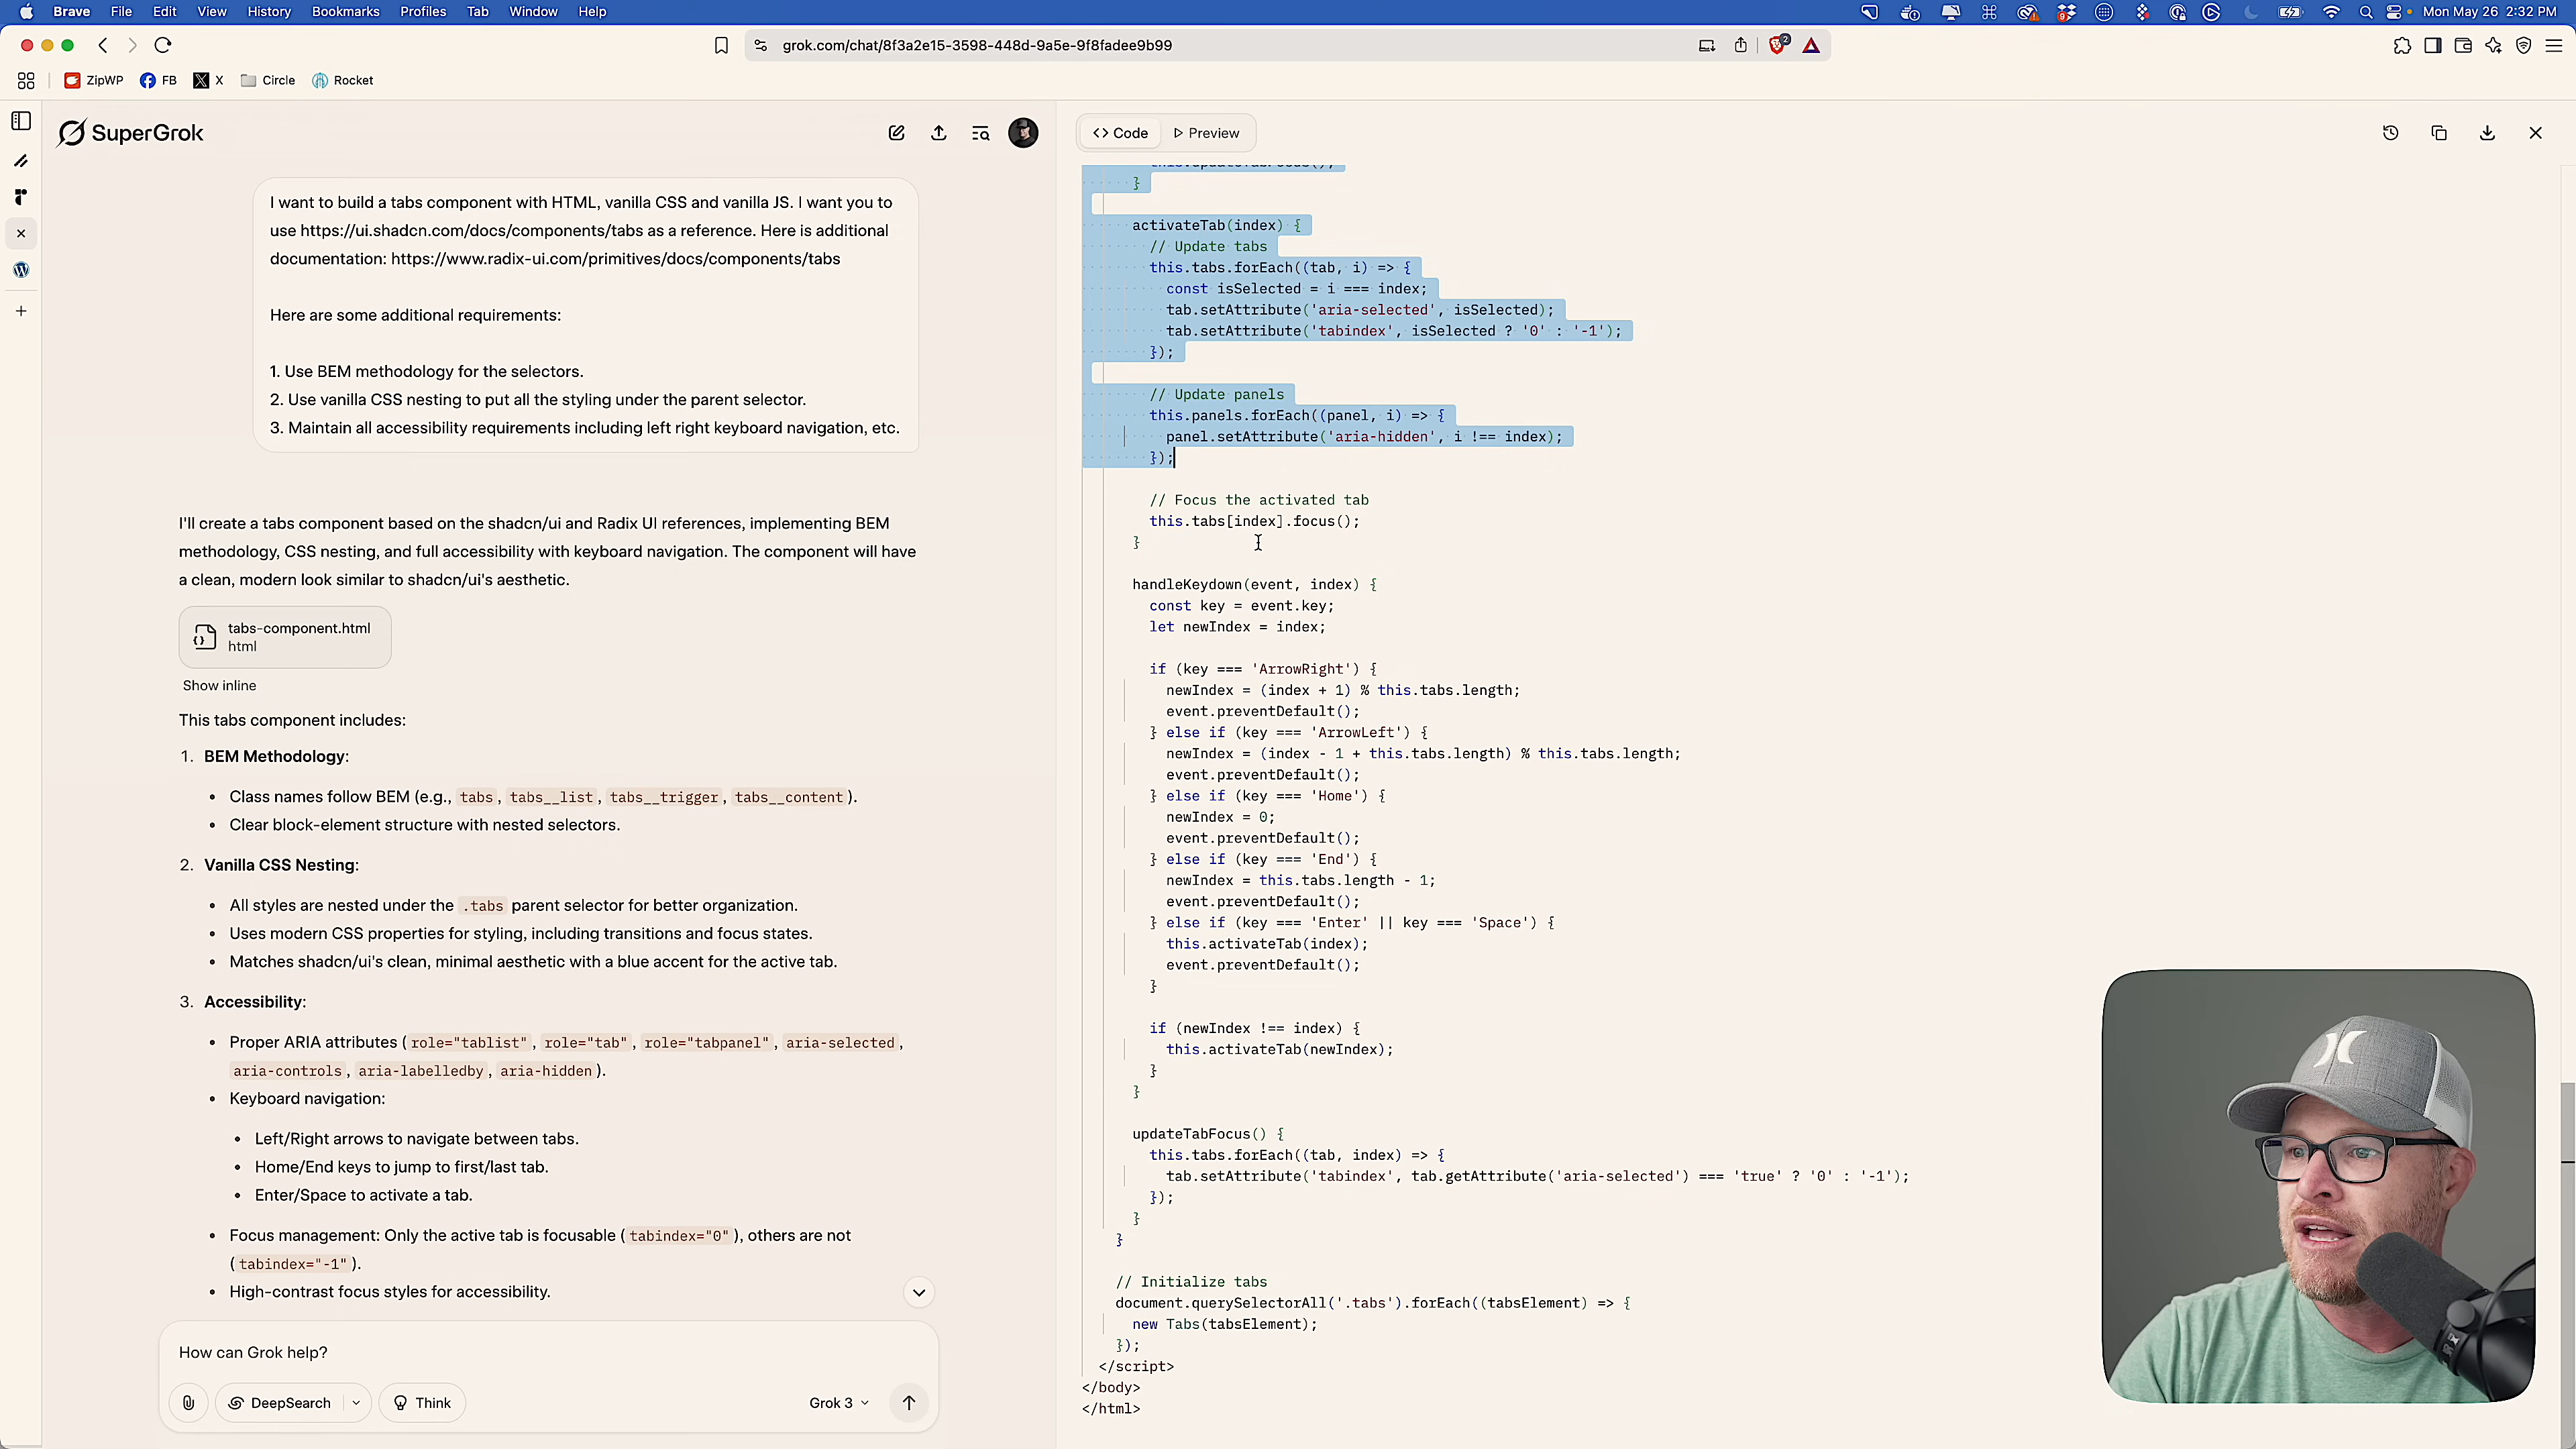 Brave File Edit View History Bookmarks Profiles Tab Window Help
9
Mon May 26 2:32 PM
grok.com/chat/8f3a2e15-3598-448d-9a5e-9f8fadee9b99
2
ZipWP FB X Circle Rocket
SuperGrok
I want to build a tabs component with HTML, vanilla CSS and vanilla JS. I want you to
use https://ui.shadcn.com/docs/components/tabs as a reference. Here is additional
documentation: https://www.radix-ui.com/primitives/docs/components/tabs
Here are some additional requirements:
1. Use BEM methodology for the selectors.
2. Use vanilla CSS nesting to put all the styling under the parent selector.
3. Maintain all accessibility requirements including left right keyboard navigation, etc.
I'll create a tabs component based on the shadcn/ui and Radix UI references, implementing BEM
methodology, CSS nesting, and full accessibility with keyboard navigation. The component will have
a clean, modern look similar to shadcn/ui's aesthetic.
tabs-component.html
html
Show inline
This tabs component includes:
1. BEM Methodology:
• Class names follow BEM (e.g., tabs, tabs__list, tabs__trigger, tabs__content).
• Clear block-element structure with nested selectors.
2. Vanilla CSS Nesting:
• All styles are nested under the .tabs parent selector for better organization.
• Uses modern CSS properties for styling, including transitions and focus states.
• Matches shadcn/ui's clean, minimal aesthetic with a blue accent for the active tab.
3. Accessibility:
• Proper ARIA attributes (role="tablist", role="tab", role="tabpanel", aria-selected,
aria-controls, aria-labelledby, aria-hidden).
• Keyboard navigation:
• Left/Right arrows to navigate between tabs.
• Home/End keys to jump to first/last tab.
• Enter/Space to activate a tab.
• Focus management: Only the active tab is focusable (tabindex="0"), others are not
(tabindex="-1").
• High-contrast focus styles for accessibility.
How can Grok help?
DeepSearch Think Grok 3
Code Preview
this.updateTabFocus();
}
activateTab(index) {
// Update tabs
this.tabs.forEach((tab, i) => {
const isSelected = i === index;
tab.setAttribute('aria-selected', isSelected);
tab.setAttribute('tabindex', isSelected ? '0' : '-1');
});
// Update panels
this.panels.forEach((panel, i) => {
panel.setAttribute('aria-hidden', i !== index);
});
// Focus the activated tab
this.tabs[index].focus();
}
handleKeydown(event, index) {
const key = event.key;
let newIndex = index;
if (key === 'ArrowRight') {
newIndex = (index + 1) % this.tabs.length;
event.preventDefault();
} else if (key === 'ArrowLeft') {
newIndex = (index - 1 + this.tabs.length) % this.tabs.length;
event.preventDefault();
} else if (key === 'Home') {
newIndex = 0;
event.preventDefault();
} else if (key === 'End') {
newIndex = this.tabs.length - 1;
event.preventDefault();
} else if (key === 'Enter' || key === 'Space') {
this.activateTab(index);
event.preventDefault();
}
if (newIndex !== index) {
this.activateTab(newIndex);
}
}
updateTabFocus() {
this.tabs.forEach((tab, index) => {
tab.setAttribute('tabindex', tab.getAttribute('aria-selected') === 'true' ? '0' : '-1');
});
}
}
// Initialize tabs
document.querySelectorAll('.tabs').forEach((tabsElement) => {
new Tabs(tabsElement);
});
</script>
</body>
</html>